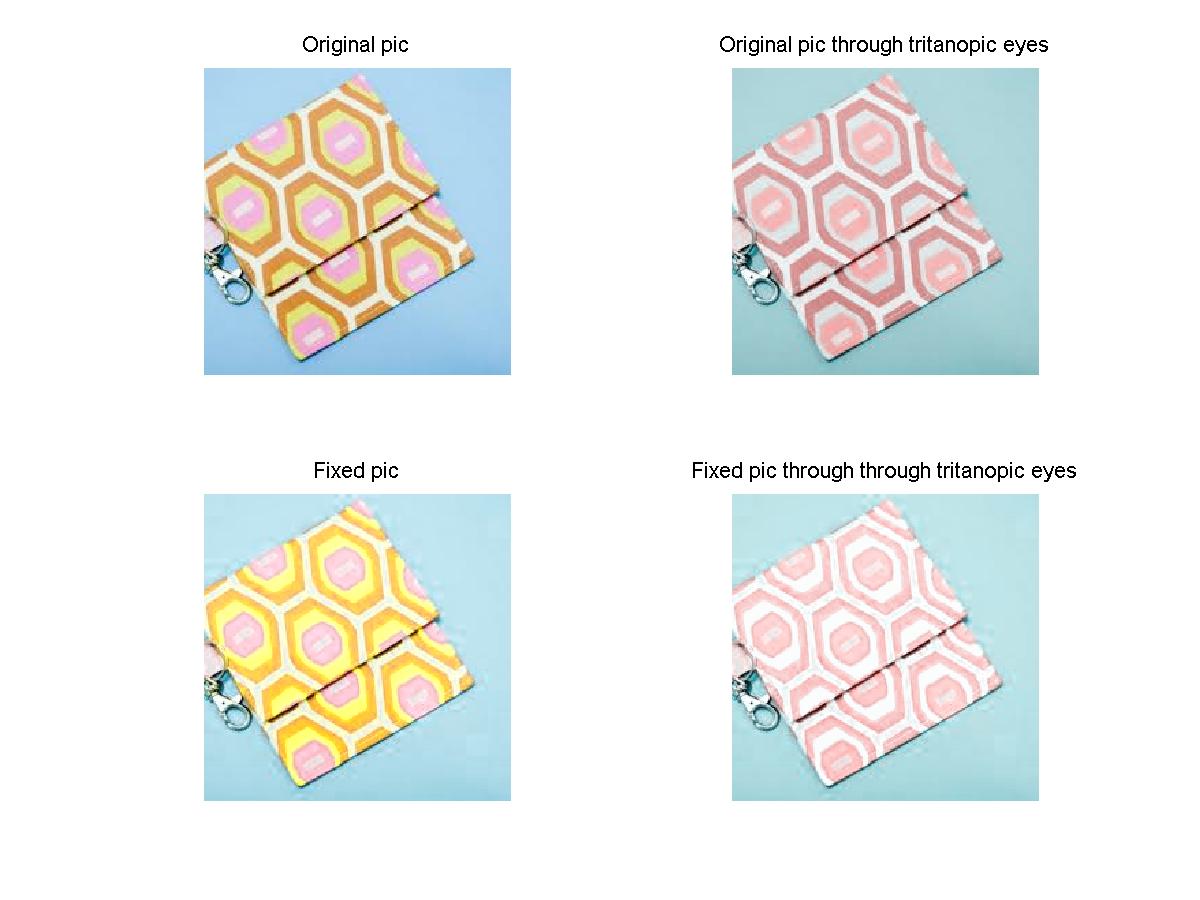 Original pic
Original pic through tritanopic eyes
Fixed pic
Fixed pic through through tritanopic eyes